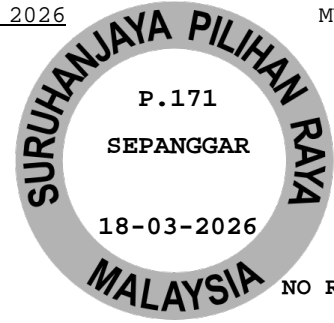 2026
M
SURUHANJAYA PILIHAN RAYA
P.171
SEPANGGAR
18-03-2026
MALAYSIA
NO R